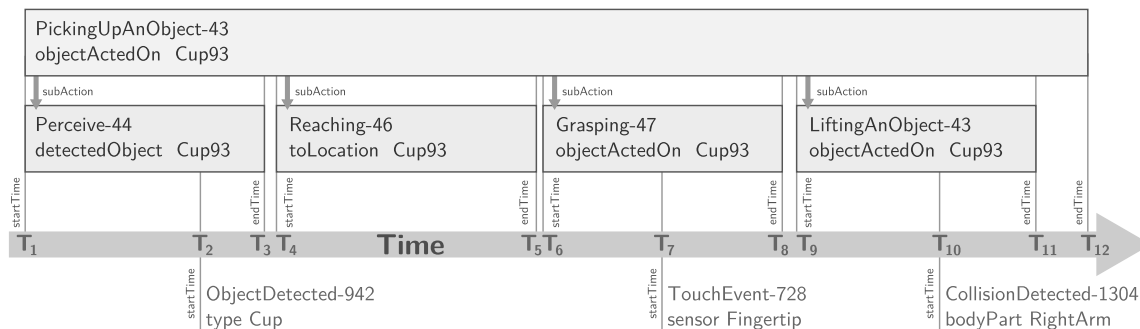 PickingUpAnObject-43
objectActedOn Cup93
subAction
subAction
subAction
subAction
Perceive-44
detectedObject Cup93
Reaching-46
toLocation Cup93
Grasping-47
objectActedOn Cup93
LiftingAnObject-43
objectActedOn Cup93
startTime
endTime
startTime
endTime
startTime
endTime
startTime
endTime
endTime
T1 T2 T3 T4 Time T5 T6 T7 T8 T9 T10 T11 T12
startTime
ObjectDetected-942
type Cup
startTime
TouchEvent-728
sensor Fingertip
startTime
CollisionDetected-1304
bodyPart RightArm